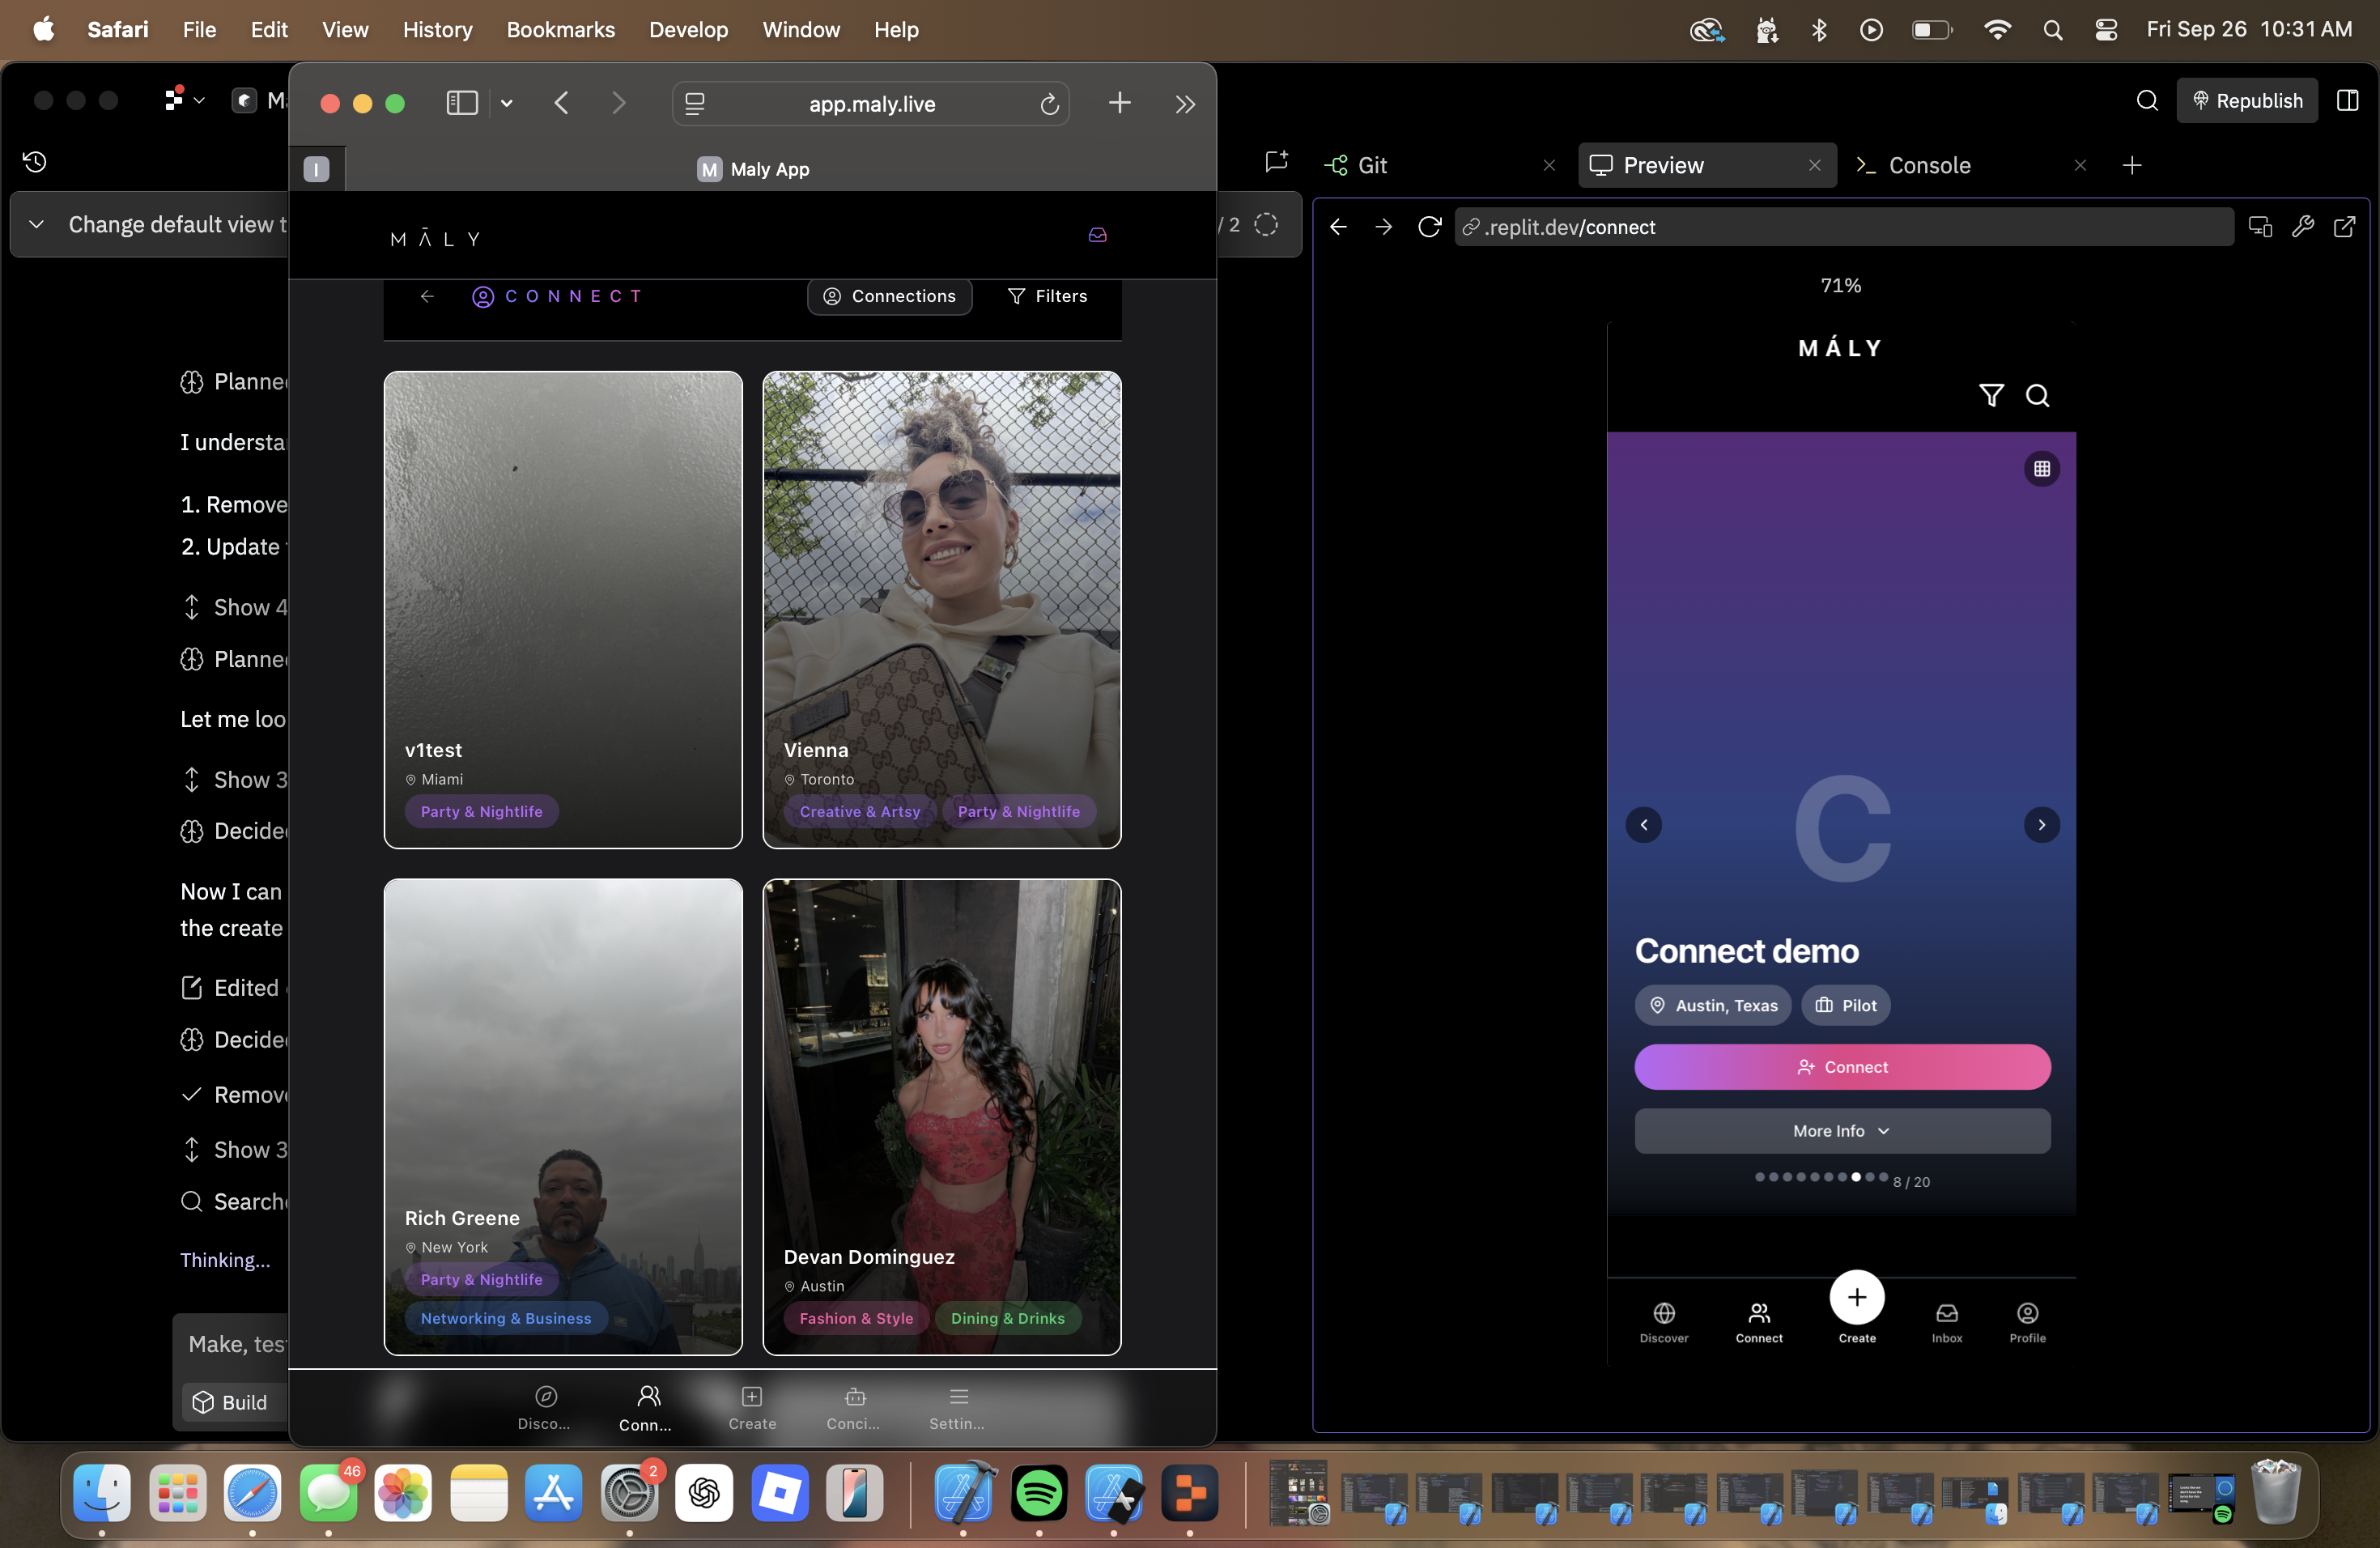 Safari File Edit View History Bookmarks Develop Window Help
Fri Sep 26 10:31 AM
app.maly.live
Republish
I
M Maly App
Git
Preview
Console
Change default view t
/ 2
.replit.dev/connect
MĀLY
71%
CONNECT
Connections
Filters
MÁLY
Planne
I understa
1. Remove
2. Update
Show 4
Planne
Let me loo
Show 3
Decide
Now I can
the create
Edited
Decide
Remov
Show 3
Search
Thinking...
Make, tes
Build
v1test
Miami
Party & Nightlife
Vienna
Toronto
Creative & Artsy
Party & Nightlife
Rich Greene
New York
Party & Nightlife
Networking & Business
Devan Dominguez
Austin
Fashion & Style
Dining & Drinks
Disco...
Conn...
Create
Conci...
Settin...
C
Connect demo
Austin, Texas
Pilot
Connect
More Info
8 / 20
Discover
Connect
Create
Inbox
Profile
46
2